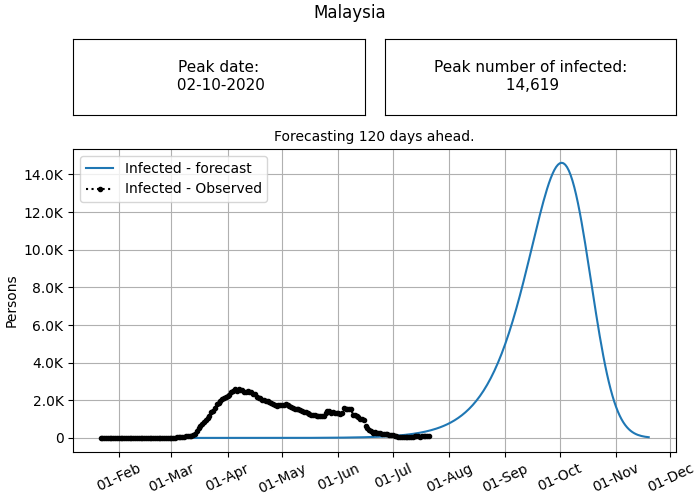 Malaysia
Peak date:
02-10-2020
Peak number of infected:
14,619
Forecasting 120 days ahead.
Infected - forecast
Infected - Observed
14.0K
12.0K
10.0K
8.0K
6.0K
4.0K
2.0K
0
Persons
01-Feb
01-Mar
01-Apr
01-May
01-Jun
01-Jul
01-Aug
01-Sep
01-Oct
01-Nov
01-Dec